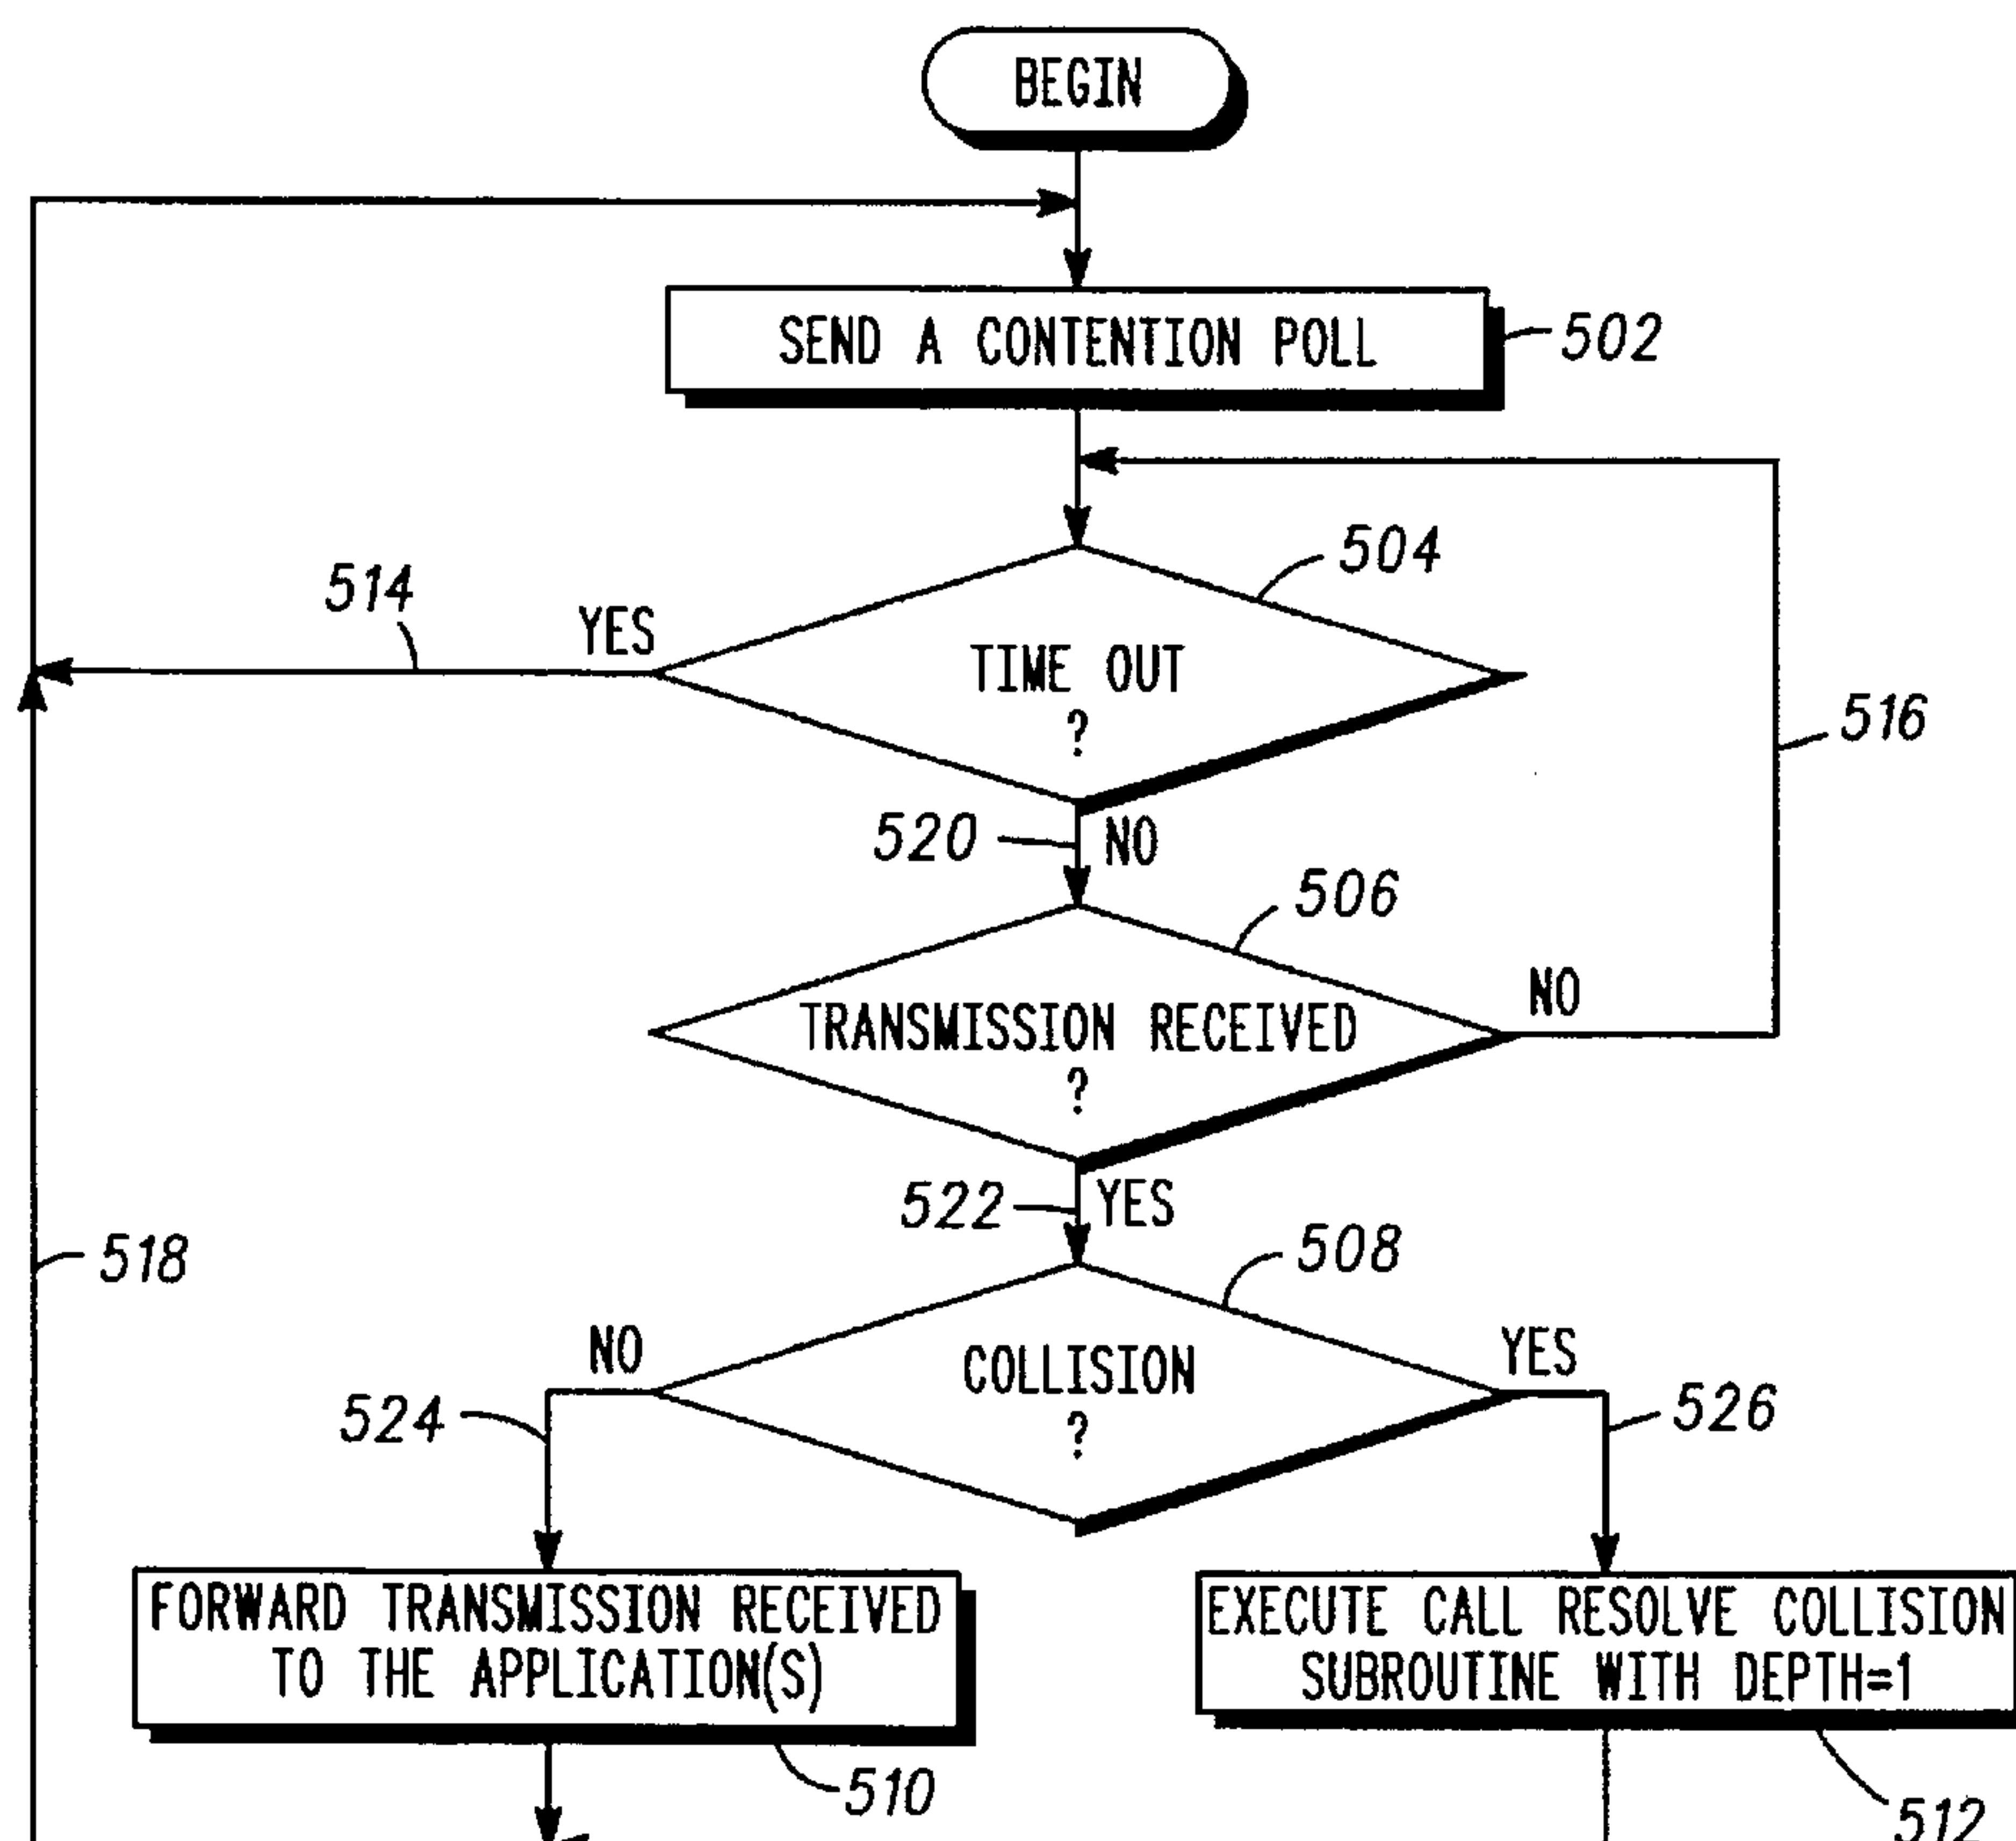 BEGIN
SEND A CONTENTION POLL
502
504
514
YES
TIME OUT
?
516
520
NO
506
NO
TRANSMISSION RECEIVED
?
522
YES
508
518
NO
COLLISION
?
YES
524
526
FORWARD TRANSMISSION RECEIVED
TO THE APPLICATION(S)
EXECUTE CALL RESOLVE COLLISION
SUBROUTINE WITH DEPTH=1
510
512